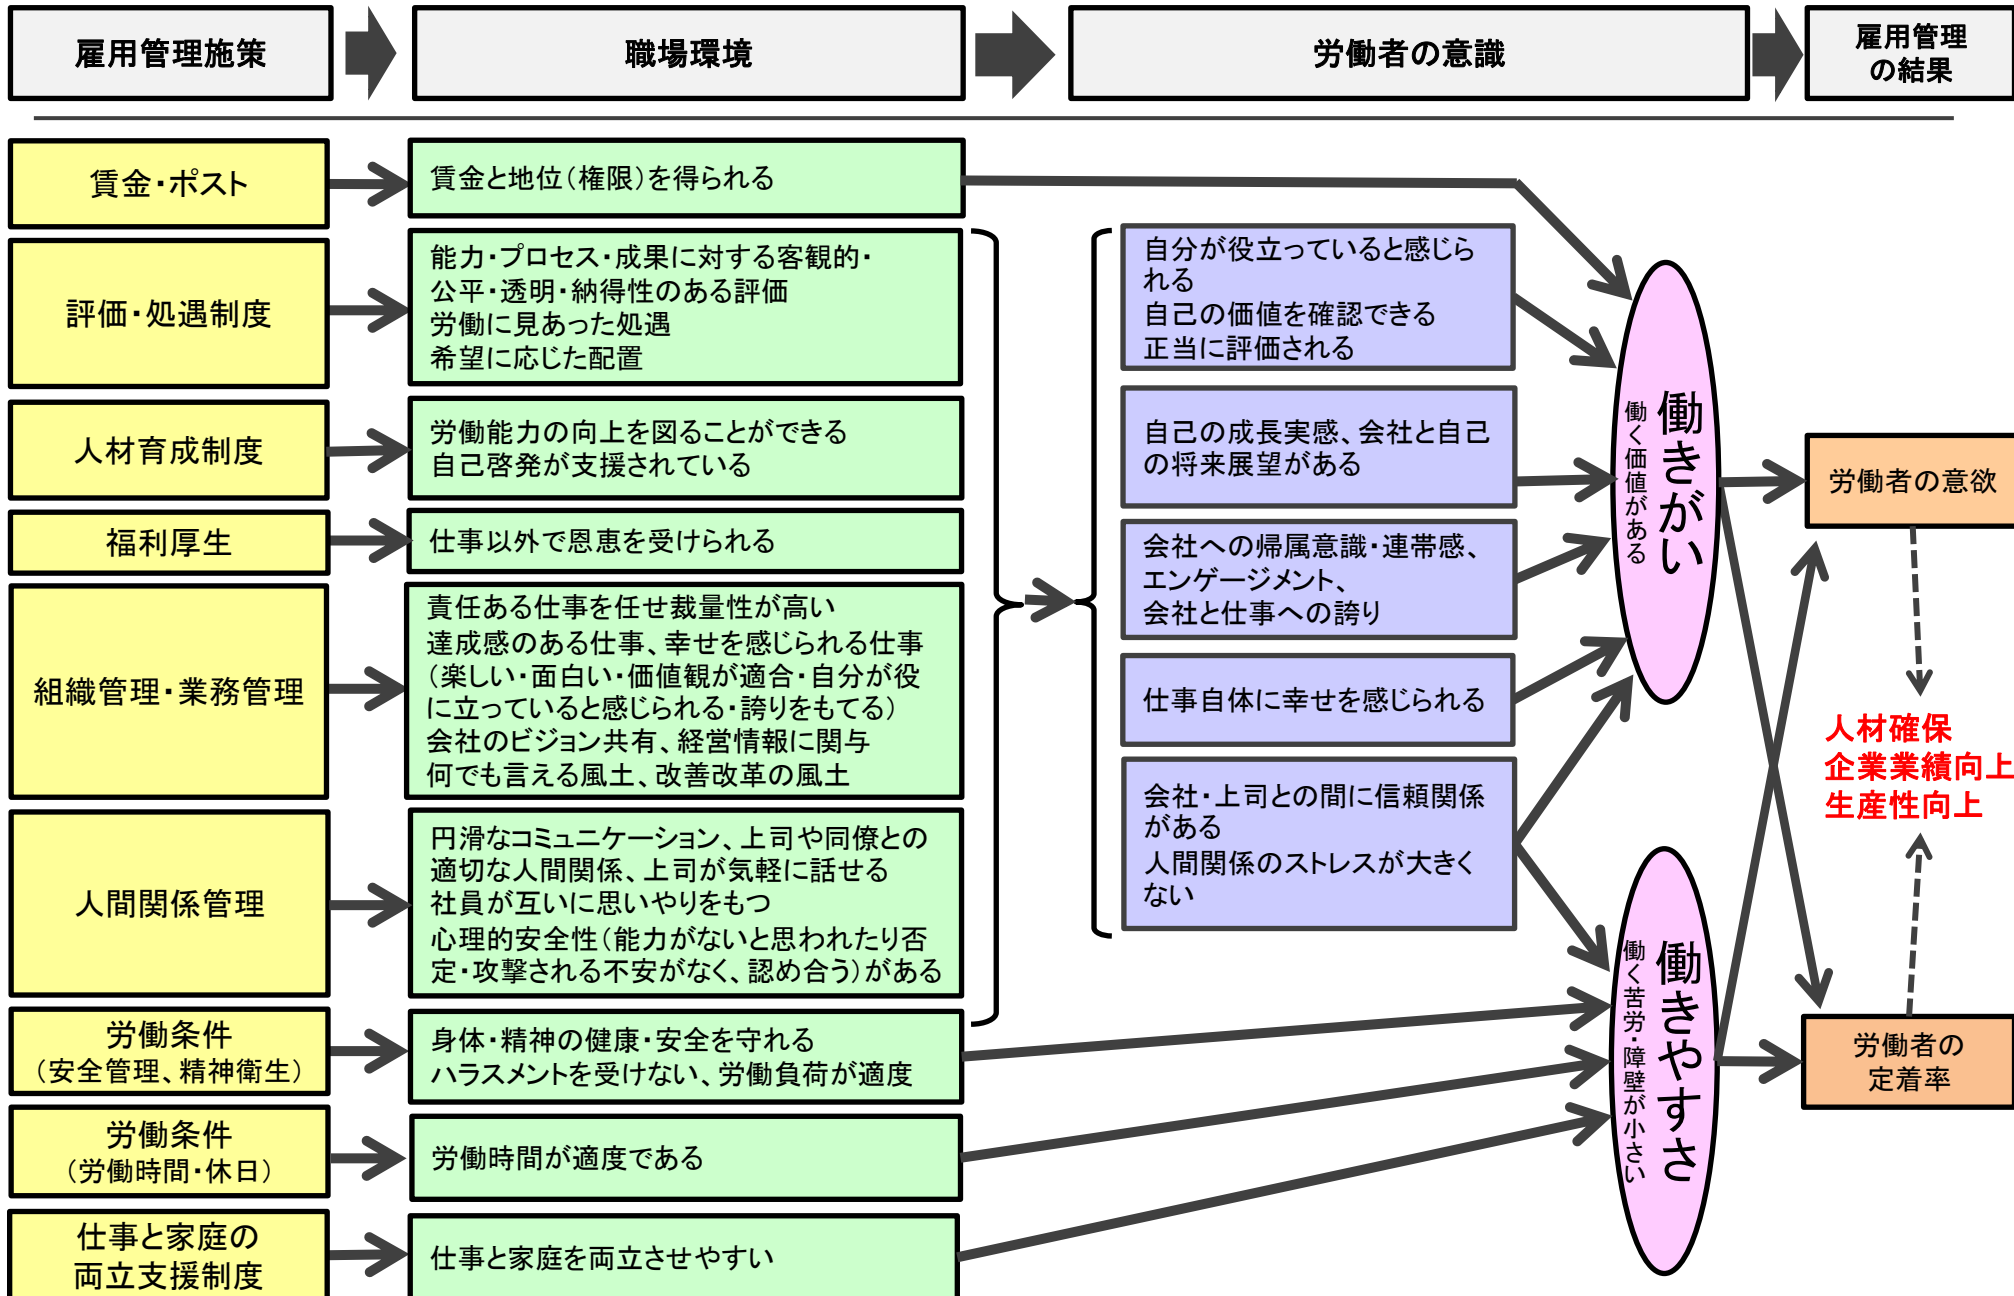 雇用管理施策
職場環境
労働者の意識
雇用管理
の結果
賃金・ポスト
賃金と地位(権限)を得られる
評価・処遇制度
能力・プロセス・成果に対する客観的・
公平・透明・納得性のある評価
労働に見あった処遇
希望に応じた配置
人材育成制度
労働能力の向上を図ることができる
自己啓発が支援されている
福利厚生
仕事以外で恩恵を受けられる
組織管理・業務管理
責任ある仕事を任せ裁量性が高い
達成感のある仕事、幸せを感じられる仕事
(楽しい・面白い・価値観が適合・自分が役
に立っていると感じられる・誇りをもてる)
会社のビジョン共有、経営情報に関与
何でも言える風土、改善改革の風土
人間関係管理
円滑なコミュニケーション、上司や同僚との
適切な人間関係、上司が気軽に話せる
社員が互いに思いやりをもつ
心理的安全性(能力がないと思われたり否
定・攻撃される不安がなく、認め合う)がある
労働条件
(安全管理、精神衛生)
身体・精神の健康・安全を守れる
ハラスメントを受けない、労働負荷が適度
労働条件
(労働時間・休日)
労働時間が適度である
仕事と家庭の
両立支援制度
仕事と家庭を両立させやすい
自分が役立っていると感じら
れる
自己の価値を確認できる
正当に評価される
自己の成長実感、会社と自己
の将来展望がある
会社への帰属意識・連帯感、
エンゲージメント、
会社と仕事への誇り
仕事自体に幸せを感じられる
会社・上司との間に信頼関係
がある
人間関係のストレスが大きく
ない
働きがい
働く価値がある
働きやすさ
働く苦労・障壁が小さい
労働者の意欲
人材確保
企業業績向上
生産性向上
労働者の
定着率